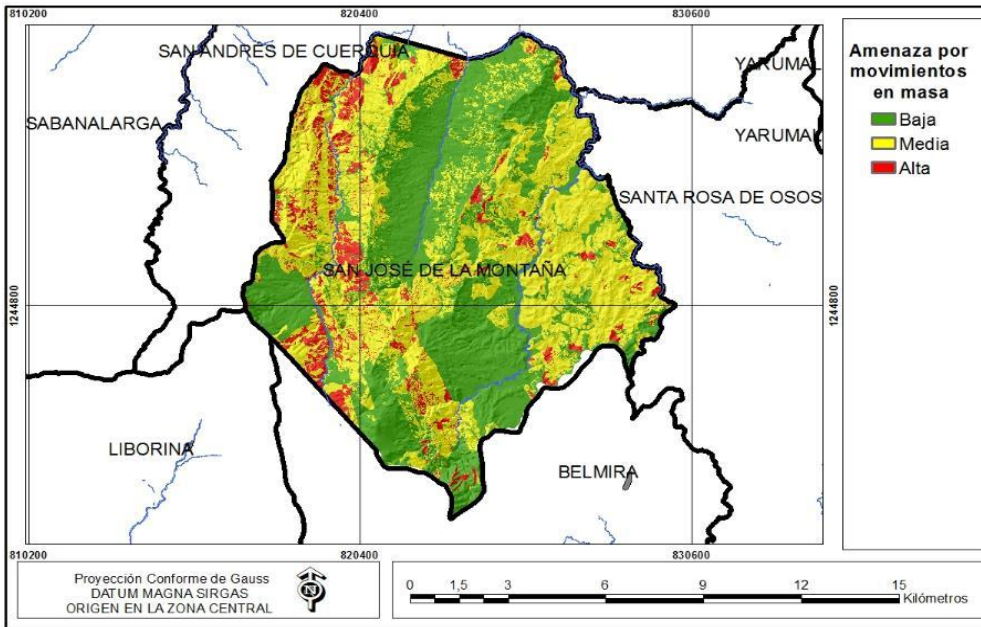 810200
820400
830600
SAN ANDRES DE CUERQUIA
YARUMA
SABANALARGA
YARUMA
SANTA ROSA DE OSOS
SAN JOSÉ DE LA MONTAÑA
1244800
1244800
LIBORINA
BELMIRA
810200
820400
830600
Amenaza por
movimientos
en masa
Baja
Media
Alta
Proyección Conforme de Gauss
DATUM MAGNA SIRGAS
ORIGEN EN LA ZONA CENTRAL
N
0 1,5 3 6 9 12 15
Kilómetros